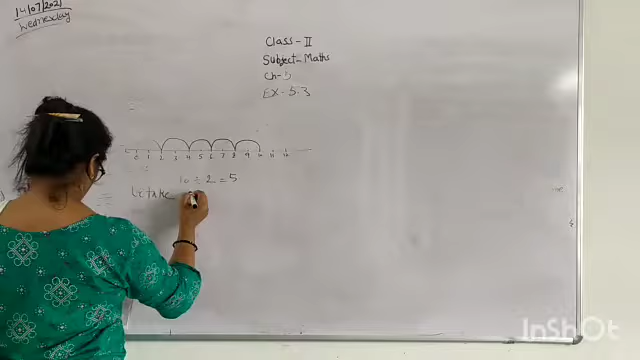 14/07/2021
Wednesday
Class - II
Subject - Maths
Ch - 5
EX - 5.3
0 1 2 3 4 5 6 7 8 9 10 11 12
10 ÷ 2 = 5
InShOt